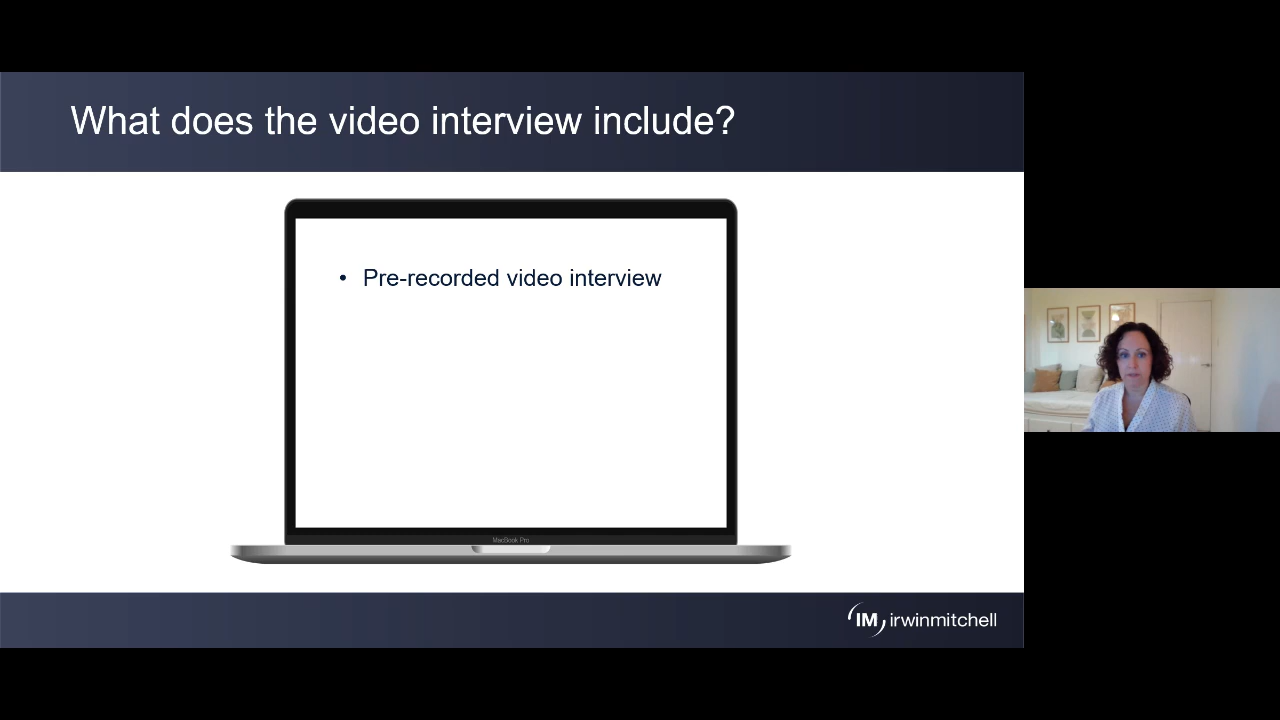 What does the video interview include?
• Pre-recorded video interview
MacBook Pro
IM irwinmitchell